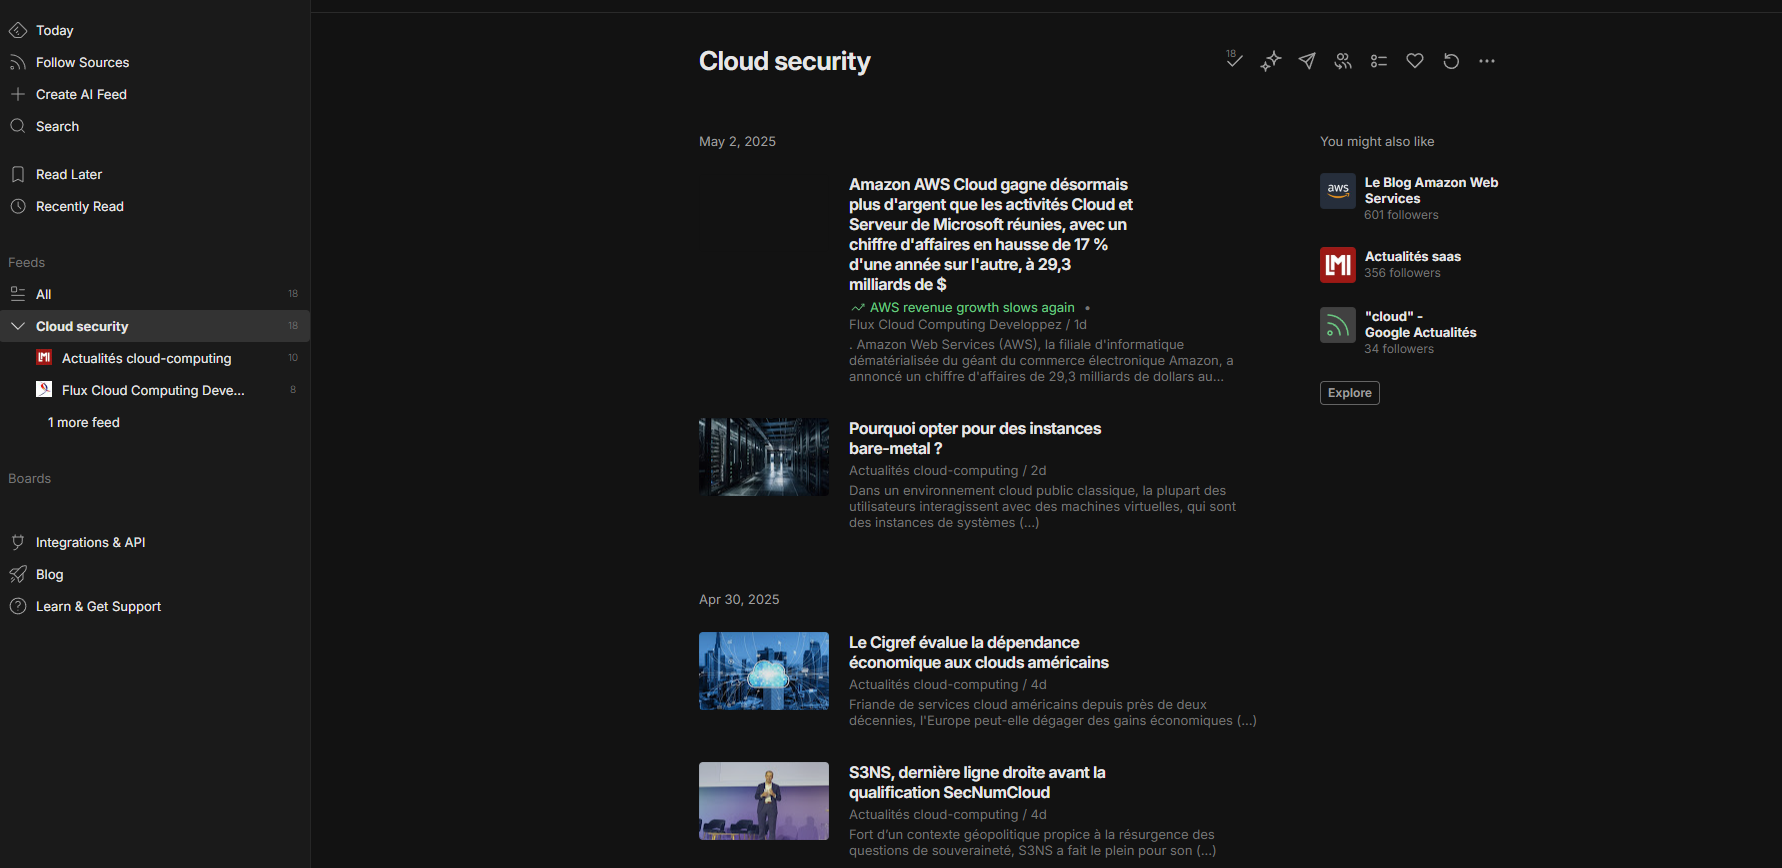 Today
Follow Sources
Create AI Feed
Search
Read Later
Recently Read
Feeds
All 18
Cloud security 18
LMI Actualités cloud-computing 10
Flux Cloud Computing Deve... 8
1 more feed
Boards
Integrations & API
Blog
Learn & Get Support
Cloud security
18
May 2, 2025
Amazon AWS Cloud gagne désormais
plus d'argent que les activités Cloud et
Serveur de Microsoft réunies, avec un
chiffre d'affaires en hausse de 17 %
d'une année sur l'autre, à 29,3
milliards de $
AWS revenue growth slows again •
Flux Cloud Computing Developpez / 1d
. Amazon Web Services (AWS), la filiale d'informatique
dématérialisée du géant du commerce électronique Amazon, a
annoncé un chiffre d'affaires de 29,3 milliards de dollars au...
Pourquoi opter pour des instances
bare-metal ?
Actualités cloud-computing / 2d
Dans un environnement cloud public classique, la plupart des
utilisateurs interagissent avec des machines virtuelles, qui sont
des instances de systèmes (...)
Apr 30, 2025
Le Cigref évalue la dépendance
économique aux clouds américains
Actualités cloud-computing / 4d
Friande de services cloud américains depuis près de deux
décennies, l'Europe peut-elle dégager des gains économiques (...)
S3NS, dernière ligne droite avant la
qualification SecNumCloud
Actualités cloud-computing / 4d
Fort d'un contexte géopolitique propice à la résurgence des
questions de souveraineté, S3NS a fait le plein pour son (...)
You might also like
aws
Le Blog Amazon Web
Services
601 followers
LMI
Actualités saas
356 followers
"cloud" -
Google Actualités
34 followers
Explore